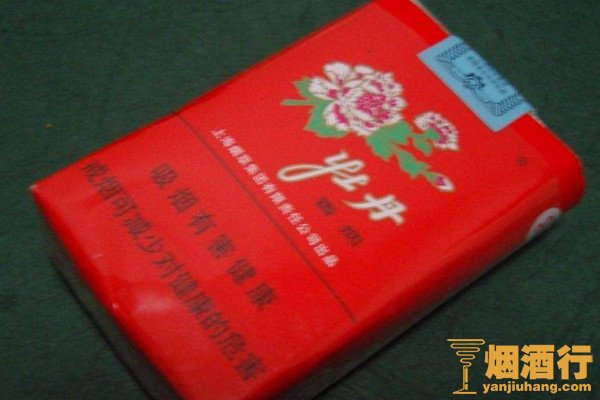 牡丹
香烟
上海烟草集团有限责任公司出品
吸烟有害健康
戒烟可减少对健康的危害
烟酒行
yanjiuhang.com